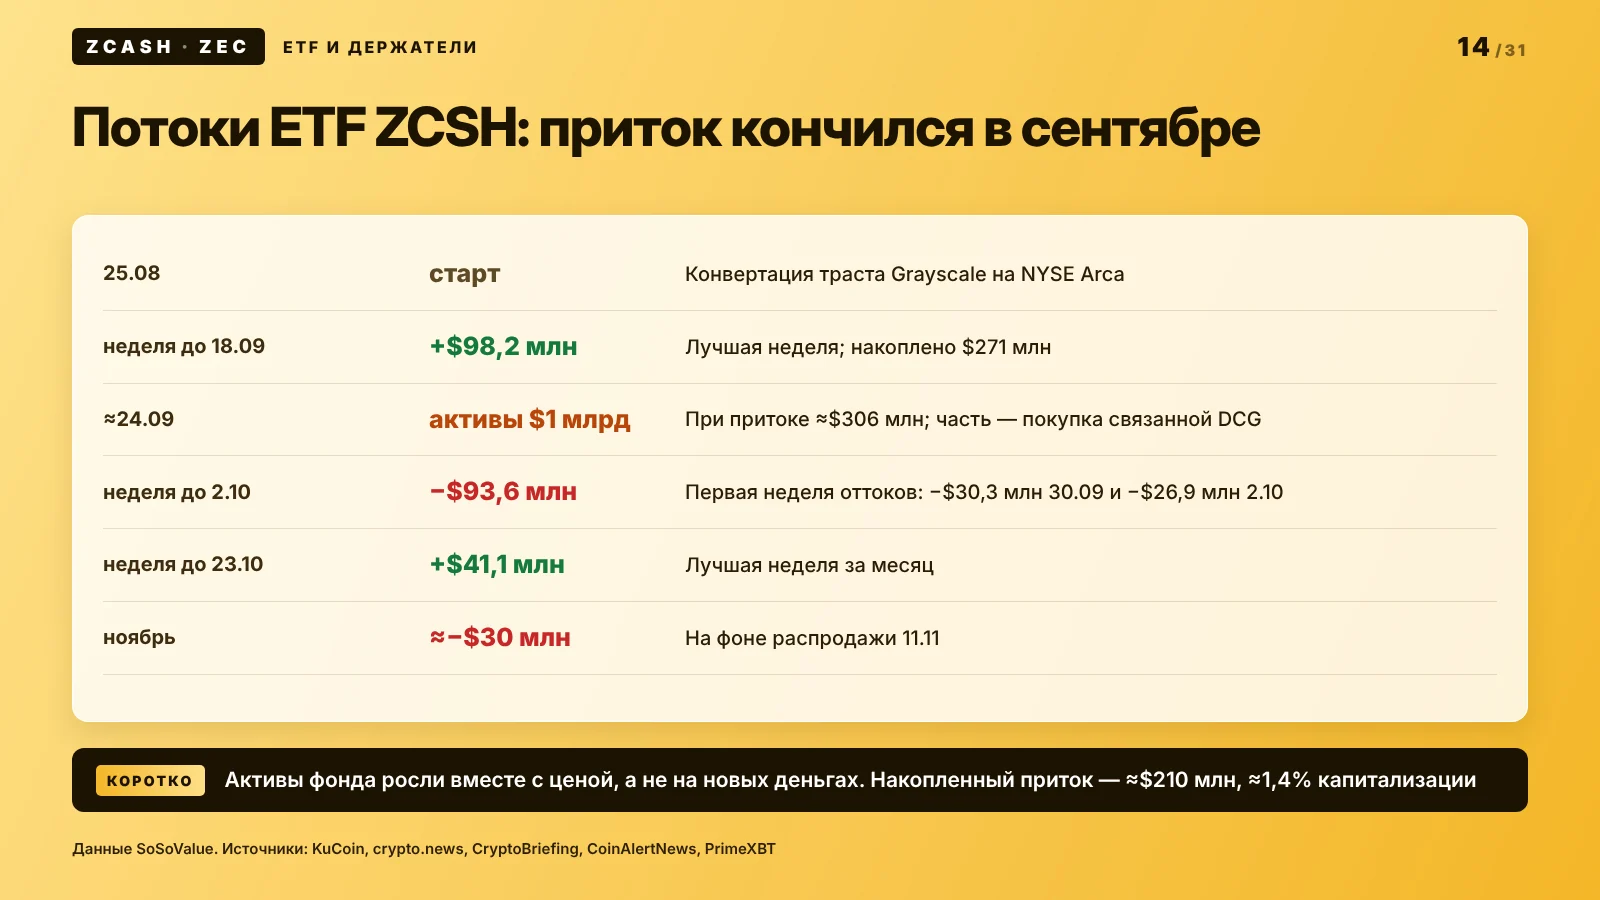 ZCASH · ZEC ЕТF И ДЕРЖАТЕЛИ 14 /31
Потоки ETF ZCSH: приток кончился в сентябре
25.08 старт Конвертация траста Grayscale на NYSE Arca
неделя до 18.09 +$98,2 млн Лучшая неделя; накоплено $271 млн
≈24.09 активы $1 млрд При притоке ≈$306 млн; часть — покупка связанной DCG
неделя до 2.10 −$93,6 млн Первая неделя оттоков: −$30,3 млн 30.09 и −$26,9 млн 2.10
неделя до 23.10 +$41,1 млн Лучшая неделя за месяц
ноябрь ≈−$30 млн На фоне распродажи 11.11
КОРОТКО Активы фонда росли вместе с ценой, а не на новых деньгах. Накопленный приток — ≈$210 млн, ≈1,4% капитализации
Данные SoSoValue. Источники: KuCoin, crypto.news, CryptoBriefing, CoinAlertNews, PrimeXBT